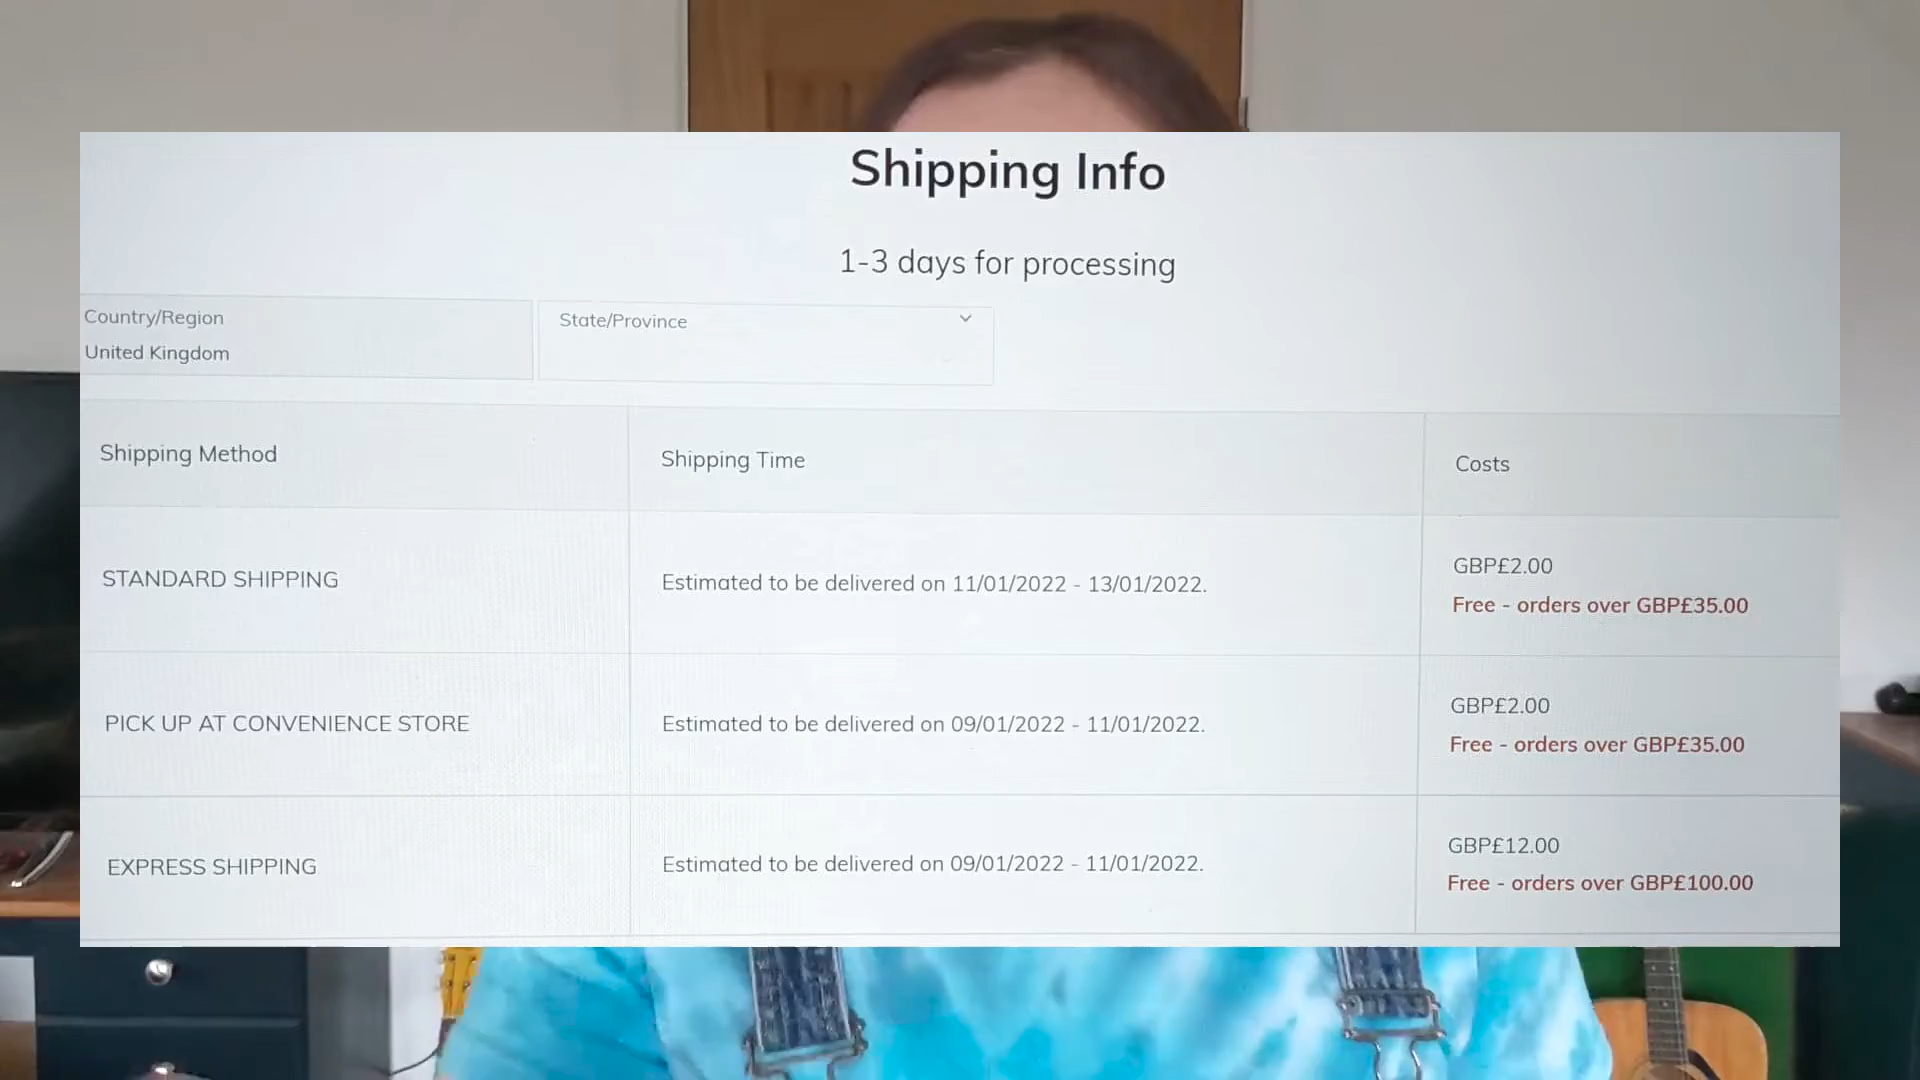 Shipping Info
1-3 days for processing
Country/Region
United Kingdom
State/Province
Shipping Method
Shipping Time
Costs
STANDARD SHIPPING
Estimated to be delivered on 11/01/2022 - 13/01/2022.
GBP£2.00
Free - orders over GBP£35.00
PICK UP AT CONVENIENCE STORE
Estimated to be delivered on 09/01/2022 - 11/01/2022.
GBP£2.00
Free - orders over GBP£35.00
EXPRESS SHIPPING
Estimated to be delivered on 09/01/2022 - 11/01/2022.
GBP£12.00
Free - orders over GBP£100.00